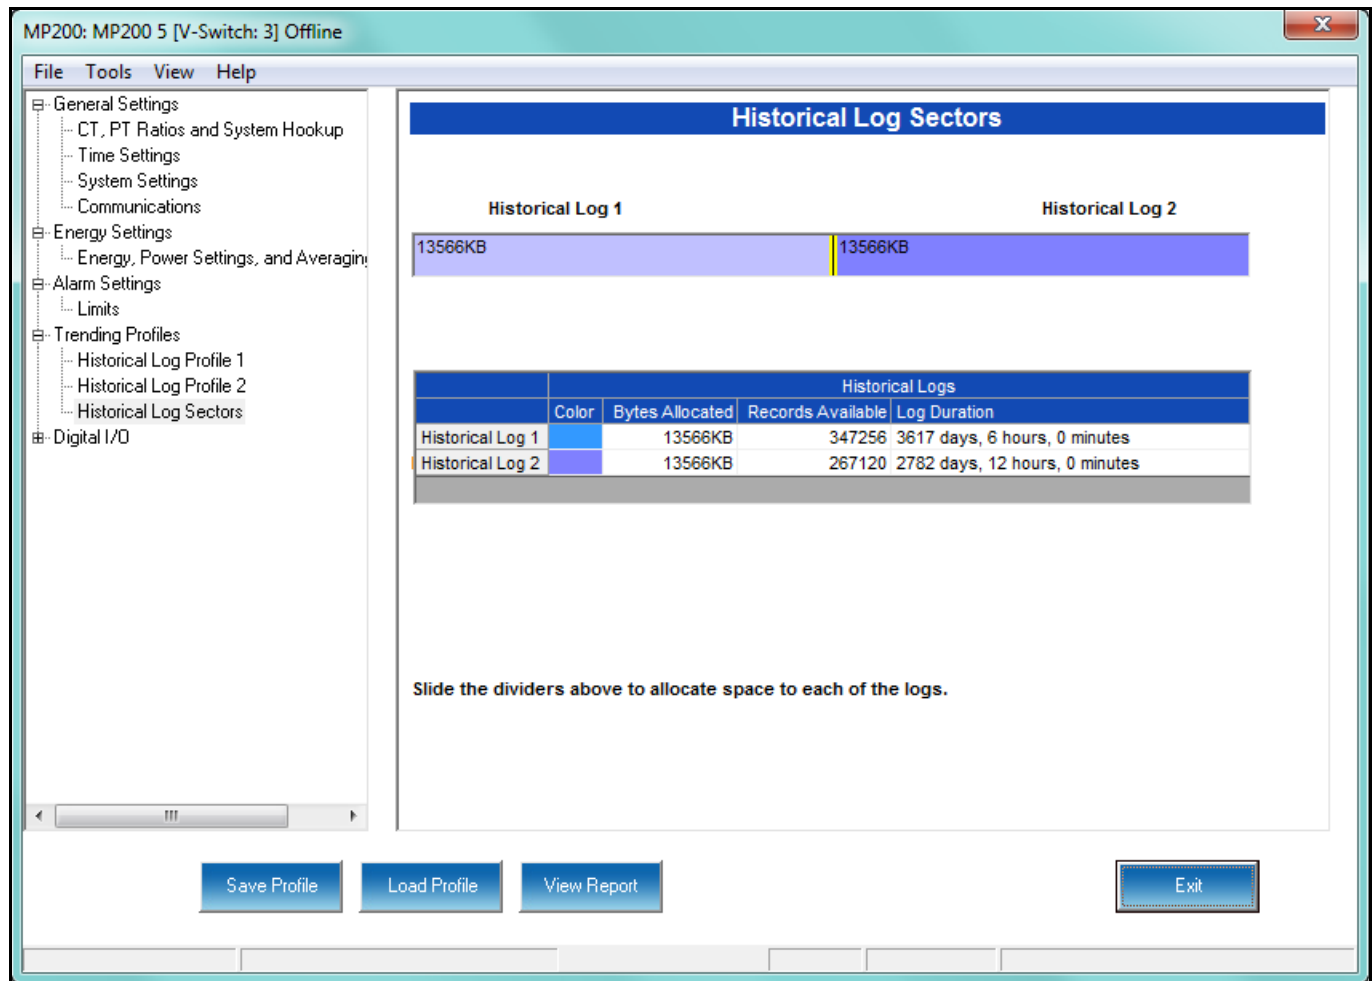 MP200: MP200 5 [V-Switch: 3] Offline
File Tools View Help
General Settings
CT, PT Ratios and System Hookup
Time Settings
System Settings
Communications
Energy Settings
Energy, Power Settings, and Averaging
Alarm Settings
Limits
Trending Profiles
Historical Log Profile 1
Historical Log Profile 2
Historical Log Sectors
Digital I/O
Historical Log Sectors
Historical Log 1 Historical Log 2
13566KB 13566KB
Historical Logs
Color Bytes Allocated Records Available Log Duration
Historical Log 1 13566KB 347256 3617 days, 6 hours, 0 minutes
Historical Log 2 13566KB 267120 2782 days, 12 hours, 0 minutes
Slide the dividers above to allocate space to each of the logs.
Save Profile Load Profile View Report Exit